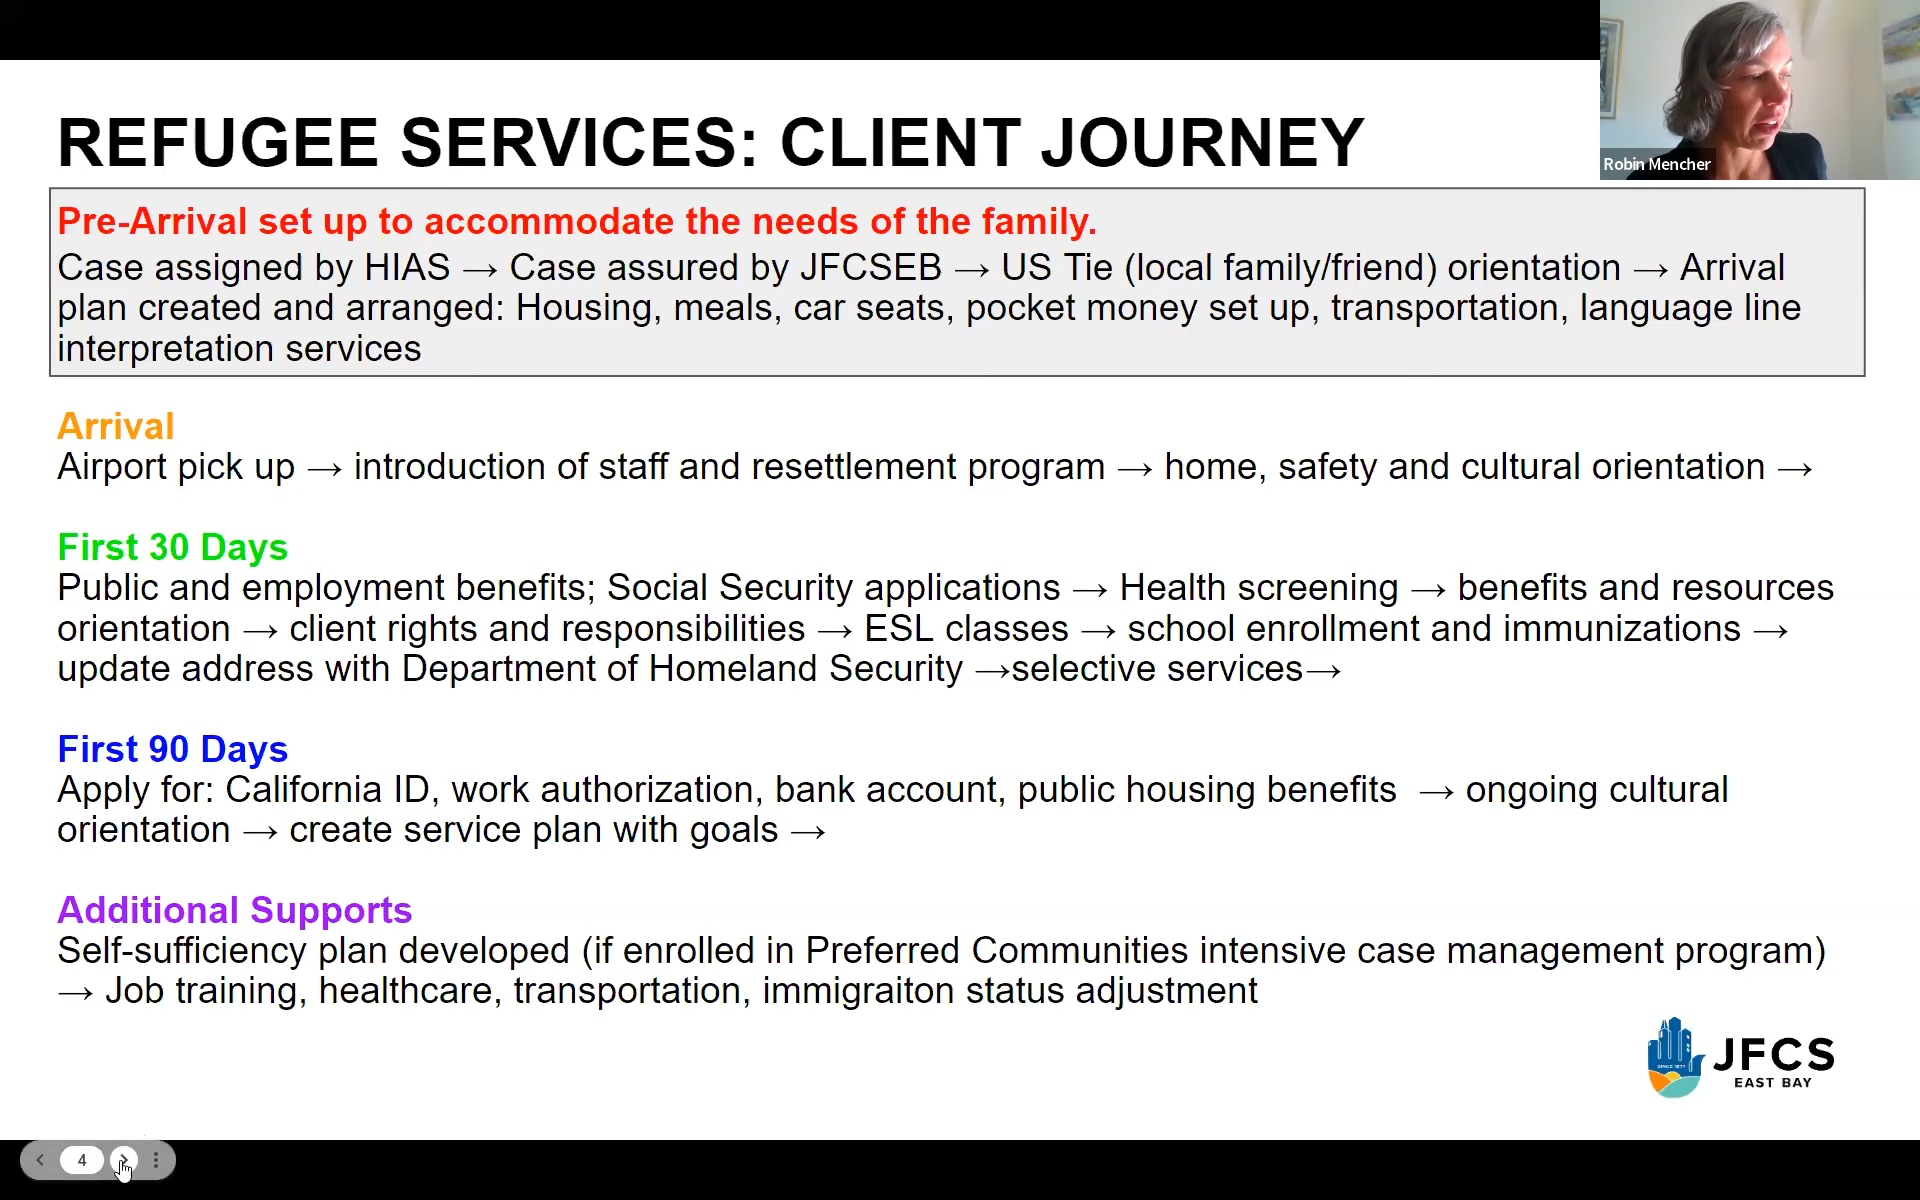 REFUGEE SERVICES: CLIENT JOURNEY
Robin Mencher
Pre-Arrival set up to accommodate the needs of the family.
Case assigned by HIAS → Case assured by JFCSEB → US Tie (local family/friend) orientation → Arrival
plan created and arranged: Housing, meals, car seats, pocket money set up, transportation, language line
interpretation services
Arrival
Airport pick up → introduction of staff and resettlement program → home, safety and cultural orientation →
First 30 Days
Public and employment benefits; Social Security applications → Health screening → benefits and resources
orientation → client rights and responsibilities → ESL classes → school enrollment and immunizations →
update address with Department of Homeland Security →selective services→
First 90 Days
Apply for: California ID, work authorization, bank account, public housing benefits → ongoing cultural
orientation → create service plan with goals →
Additional Supports
Self-sufficiency plan developed (if enrolled in Preferred Communities intensive case management program)
→ Job training, healthcare, transportation, immigraiton status adjustment
SINCE 1877
JFCS
EAST BAY
4